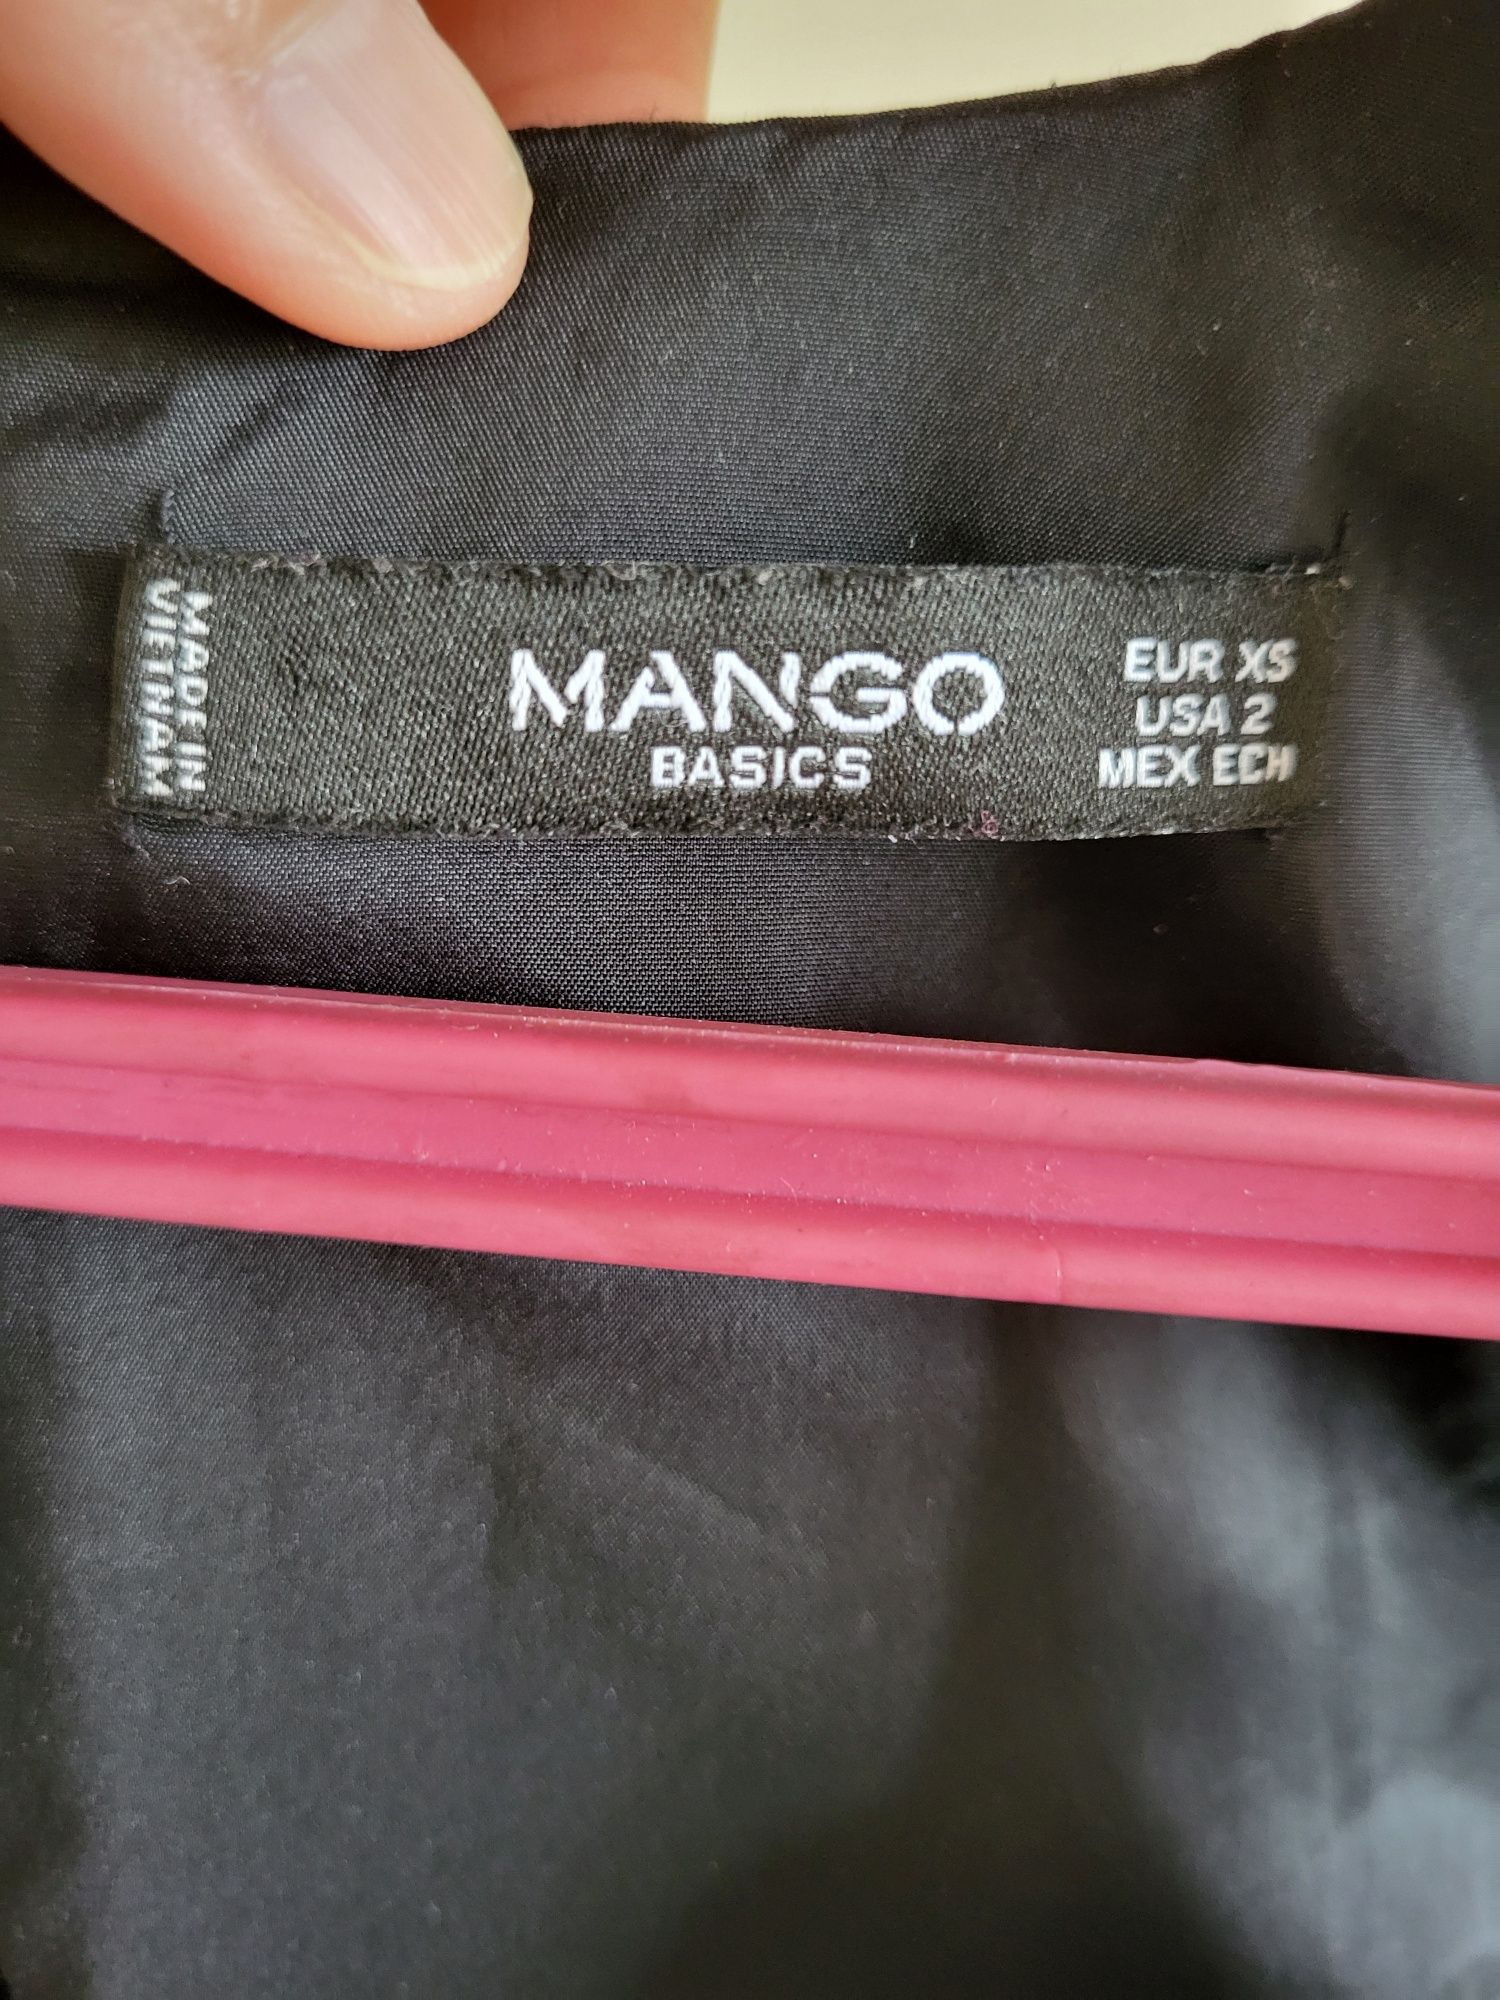 MADE IN
VIETNAM
MANGO
BASICS
EUR XS
USA 2
MEX ECH